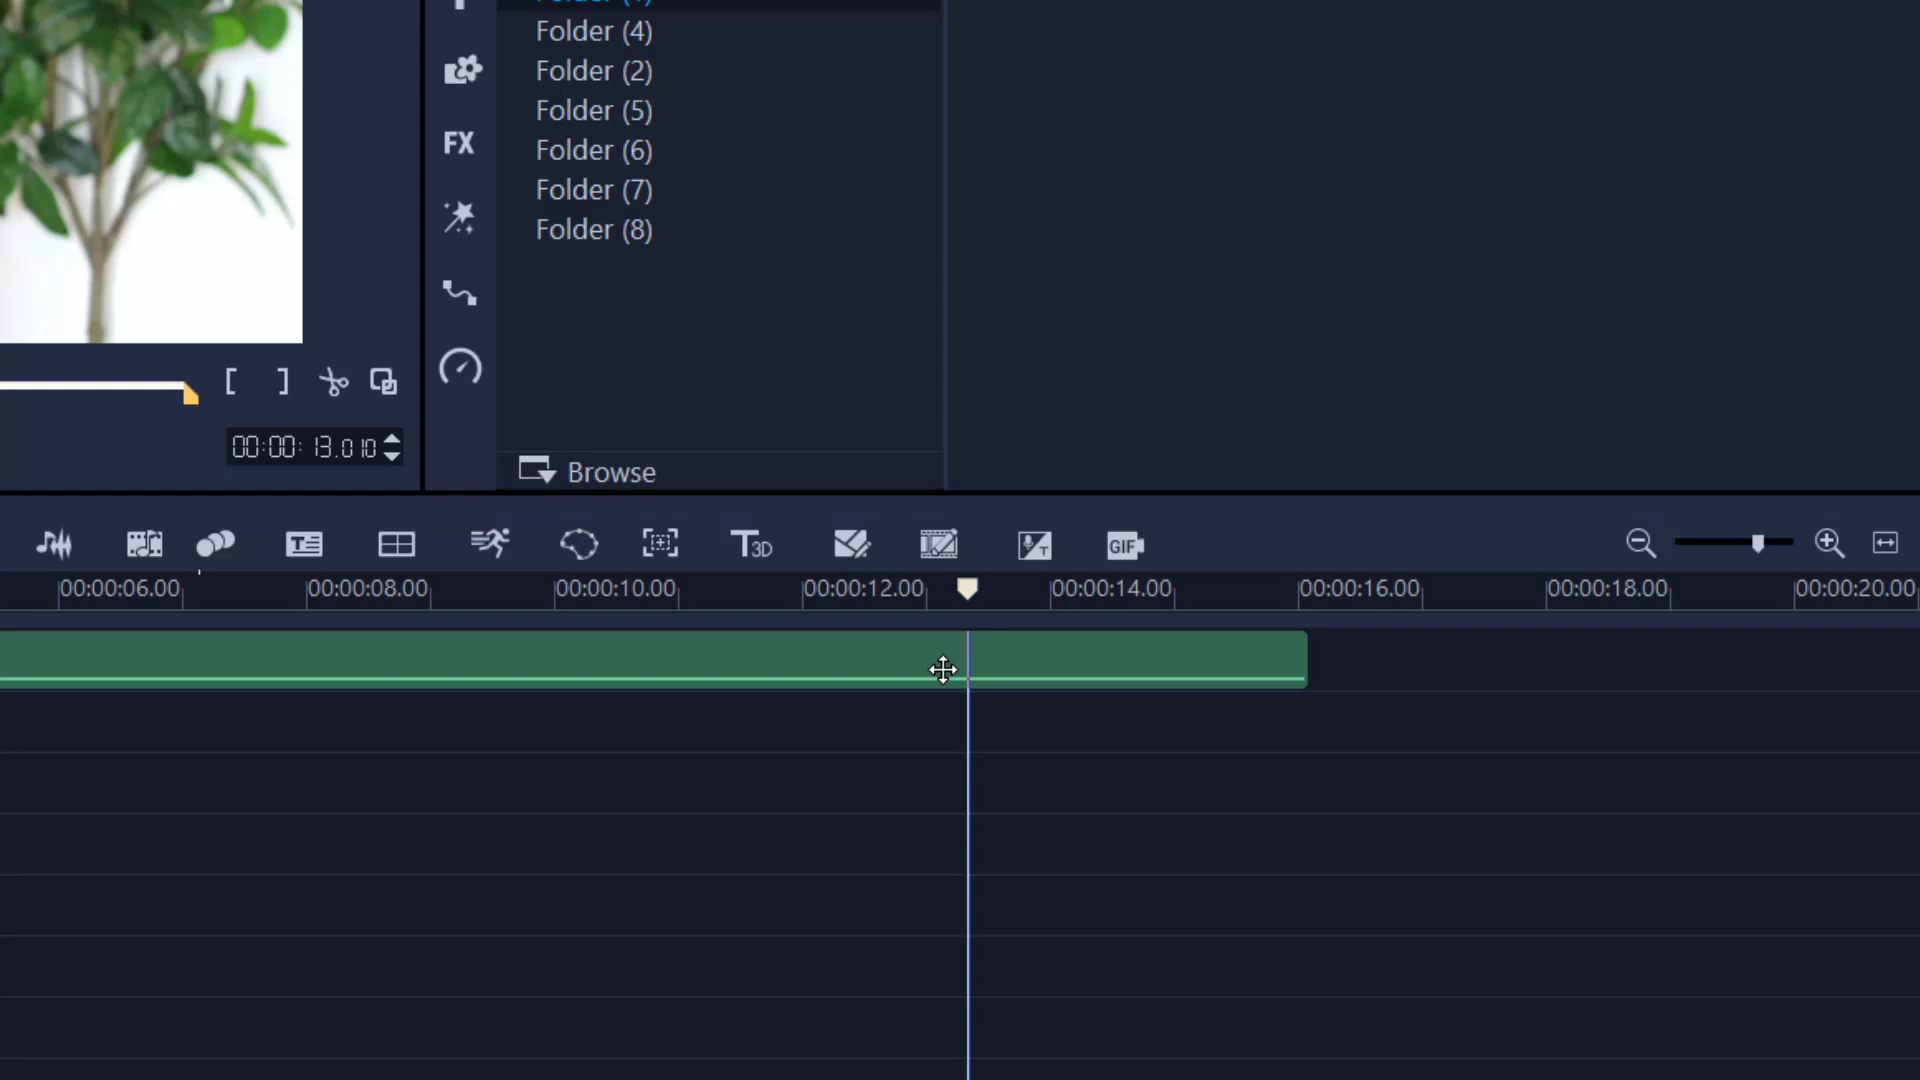 Folder (4)
Folder (2)
Folder (5)
FX
Folder (6)
Folder (7)
Folder (8)
00:00:13.010
Browse
T
T3D
T
GIF
00:00:06.00
00:00:08.00
00:00:10.00
00:00:12.00
00:00:14.00
00:00:16.00
00:00:18.00
00:00:20.00